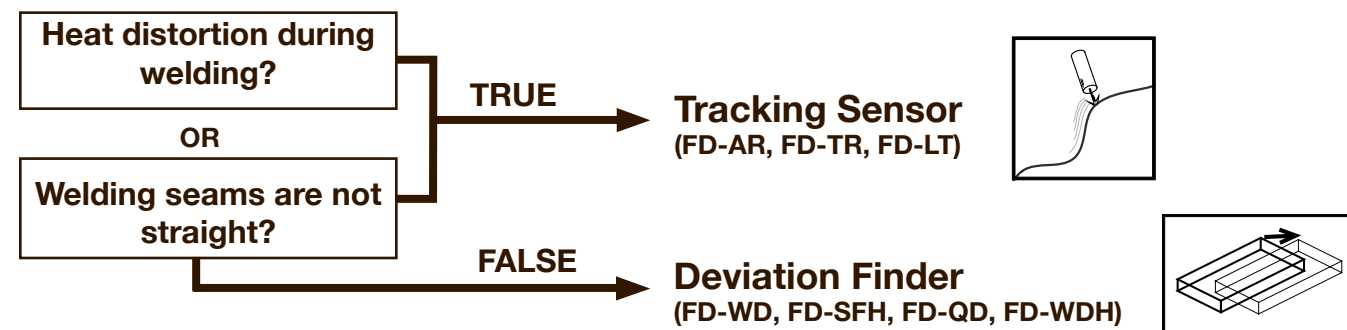 Heat distortion during
welding?
OR
Welding seams are not
straight?
TRUE
Tracking Sensor
(FD-AR, FD-TR, FD-LT)
FALSE
Deviation Finder
(FD-WD, FD-SFH, FD-QD, FD-WDH)